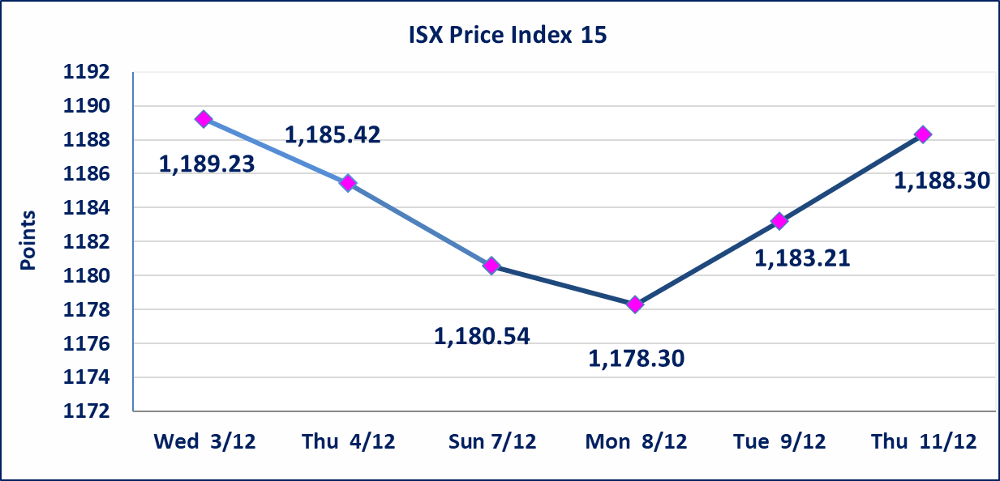 ISX Price Index 15
1192
1190
1188
1186
1184
1182
1180
1178
1176
1174
1172
Points
1,189.23
1,185.42
1,180.54
1,178.30
1,183.21
1,188.30
Wed  3/12
Thu  4/12
Sun 7/12
Mon  8/12
Tue  9/12
Thu  11/12